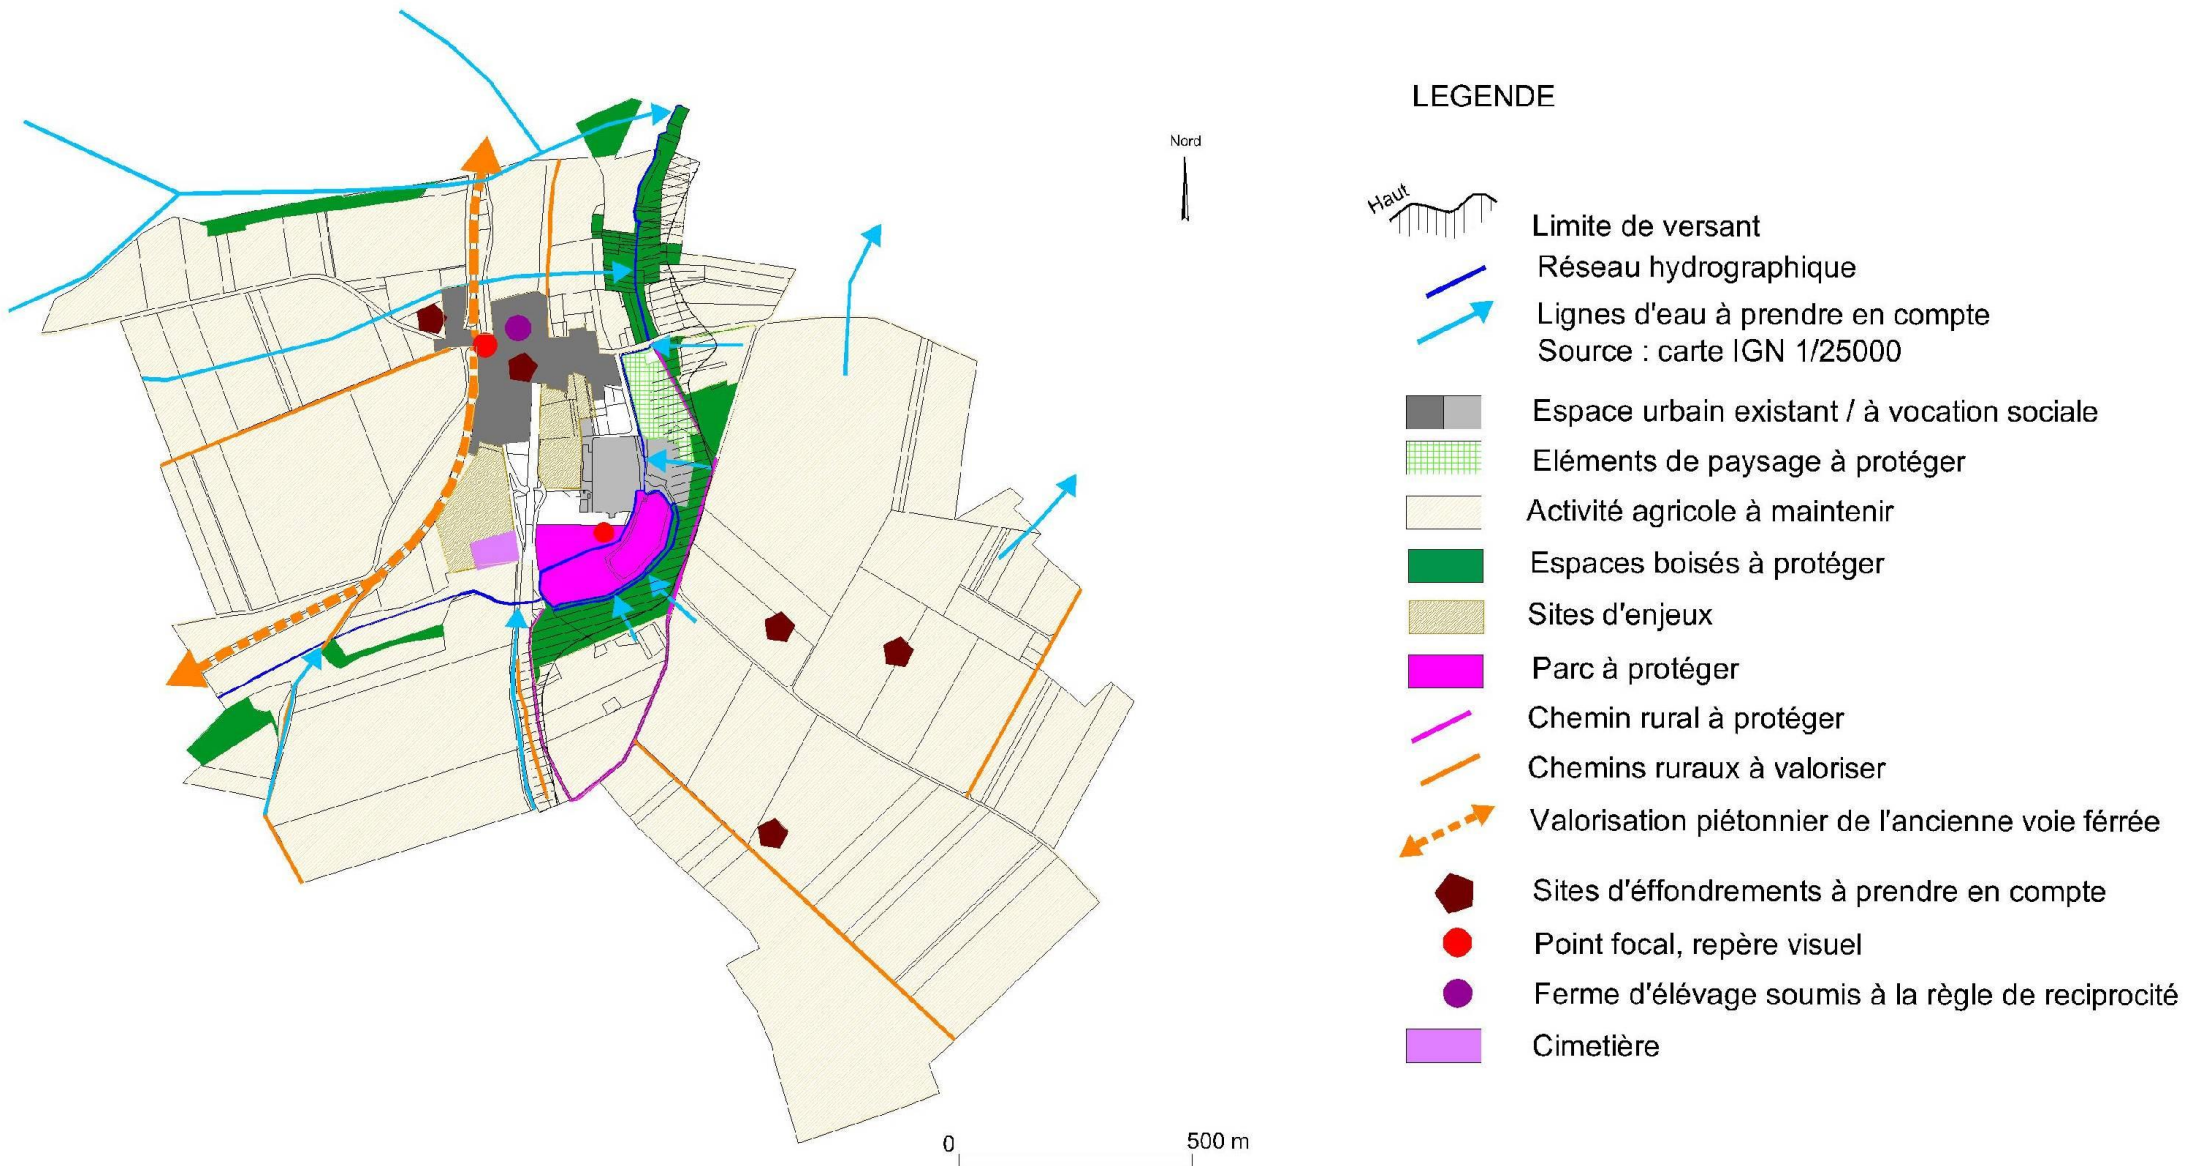 LEGENDE
Nord
Haut
Limite de versant
Réseau hydrographique
Lignes d'eau à prendre en compte
Source : carte IGN 1/25000
Espace urbain existant / à vocation sociale
Eléments de paysage à protéger
Activité agricole à maintenir
Espaces boisés à protéger
Sites d'enjeux
Parc à protéger
Chemin rural à protéger
Chemins ruraux à valoriser
Valorisation piétonnier de l'ancienne voie férrée
Sites d'éffondrements à prendre en compte
Point focal, repère visuel
Ferme d'élévage soumis à la règle de reciprocité
Cimetière
0 500 m